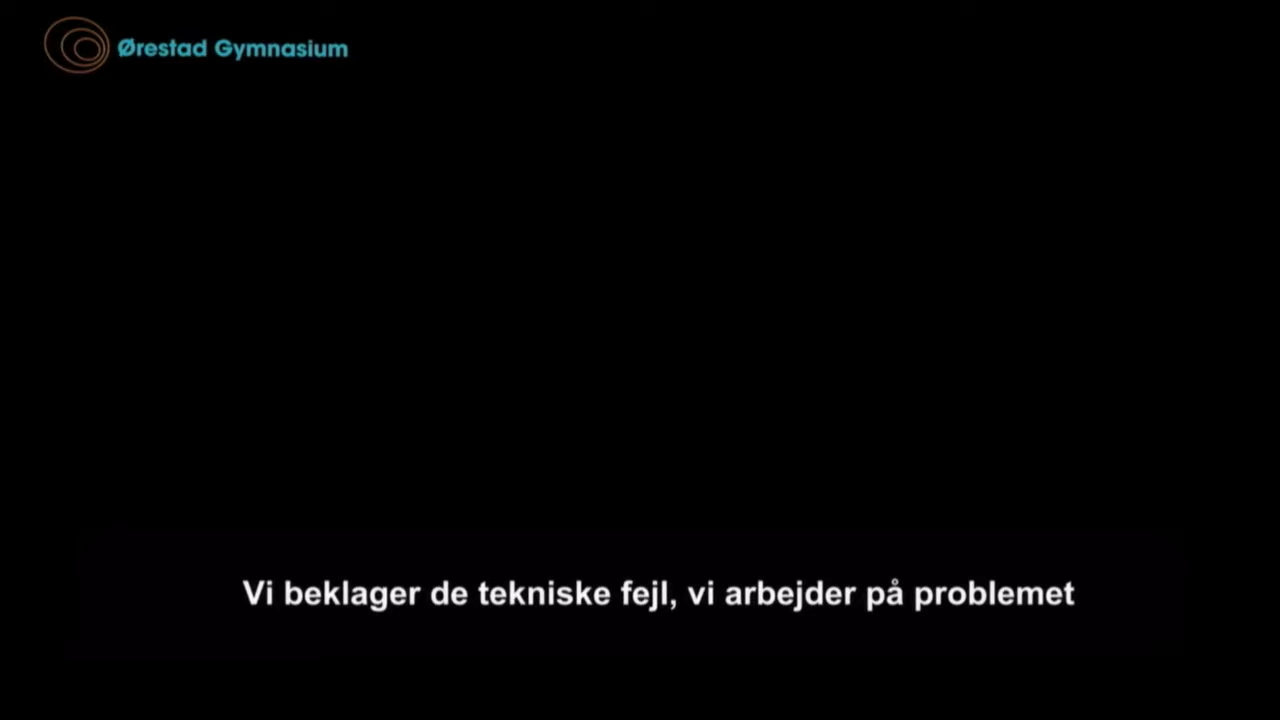 Ørestad Gymnasium
Vi beklager de tekniske fejl, vi arbejder på problemet